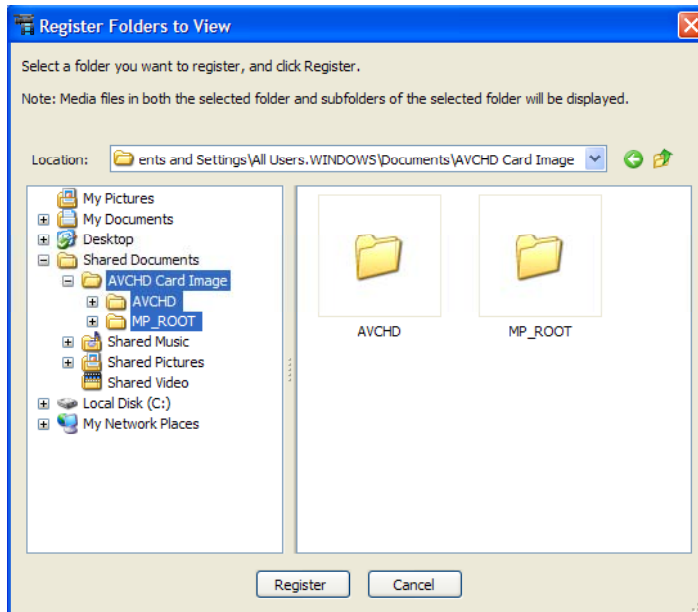 Register Folders to View
Select a folder you want to register, and click Register.
Note: Media files in both the selected folder and subfolders of the selected folder will be displayed.
Location: ents and Settings\All Users.WINDOWS\Documents\AVCHD Card Image
My Pictures
My Documents
Desktop
Shared Documents
AVCHD Card Image
AVCHD
MP_ROOT
Shared Music
Shared Pictures
Shared Video
Local Disk (C:)
My Network Places
AVCHD MP_ROOT
Register Cancel